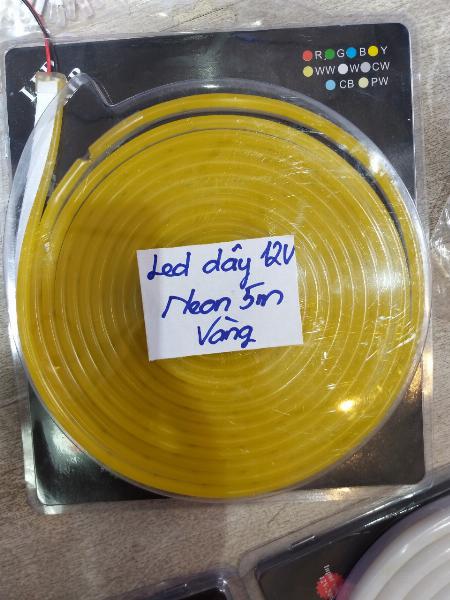 R G B Y
WW W CW
CB PW
Led dây 12V
Neon 5m
Vàng